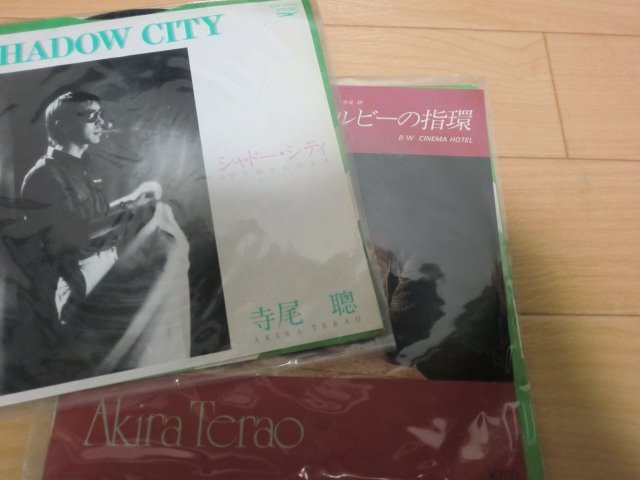 HADOW CITY
シャドー・シティ
寺尾 聰
AKIRA TERAO
ルビーの指環
B/W CINEMA HOTEL
Akira Terao